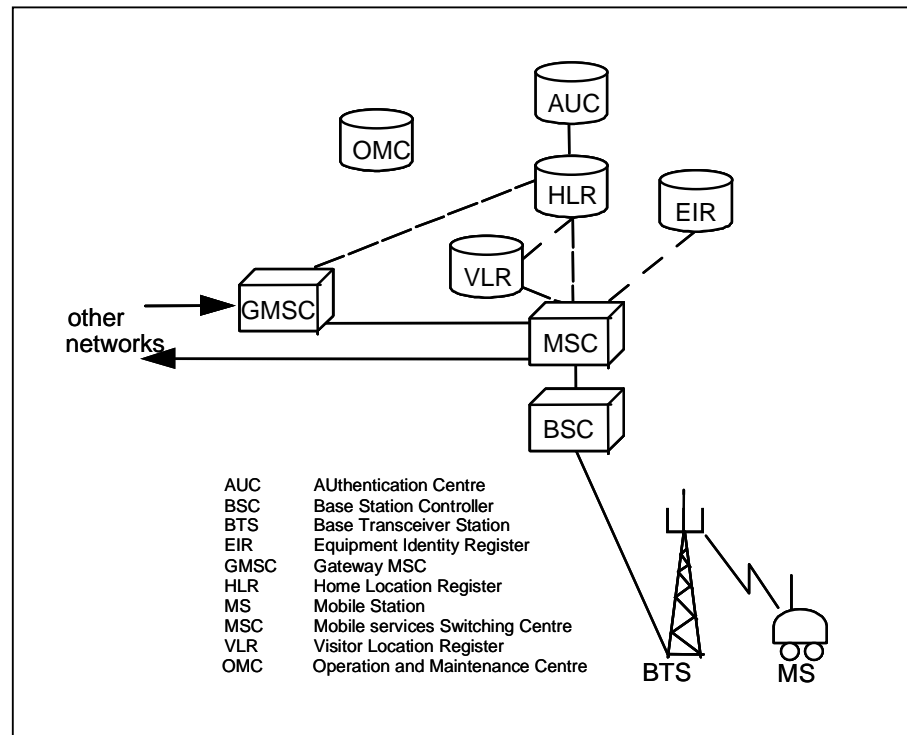 AUC
OMC
HLR
EIR
VLR
GMSC
other
networks
MSC
BSC
AUC AUthentication Centre
BSC Base Station Controller
BTS Base Transceiver Station
EIR Equipment Identity Register
GMSC Gateway MSC
HLR Home Location Register
MS Mobile Station
MSC Mobile services Switching Centre
VLR Visitor Location Register
OMC Operation and Maintenance Centre
BTS
MS